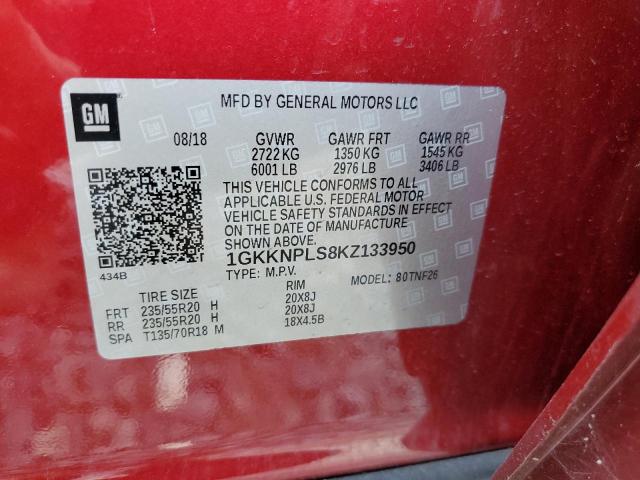 GM
MFD BY GENERAL MOTORS LLC
08/18 GVWR GAWR FRT GAWR RR
2722 KG 1350 KG 1545 KG
6001 LB 2976 LB 3406 LB
THIS VEHICLE CONFORMS TO ALL
APPLICABLE U.S. FEDERAL MOTOR
VEHICLE SAFETY STANDARDS IN EFFECT
ON THE DATE OF MANUFACTURE
SHOWN ABOVE.
1GKKNPLS8KZ133950
434B
TYPE: M.P.V. MODEL: 80TNF26
TIRE SIZE RIM
FRT 235/55R20 H 20X8J
RR 235/55R20 H 20X8J
SPA T135/70R18 M 18X4.5B